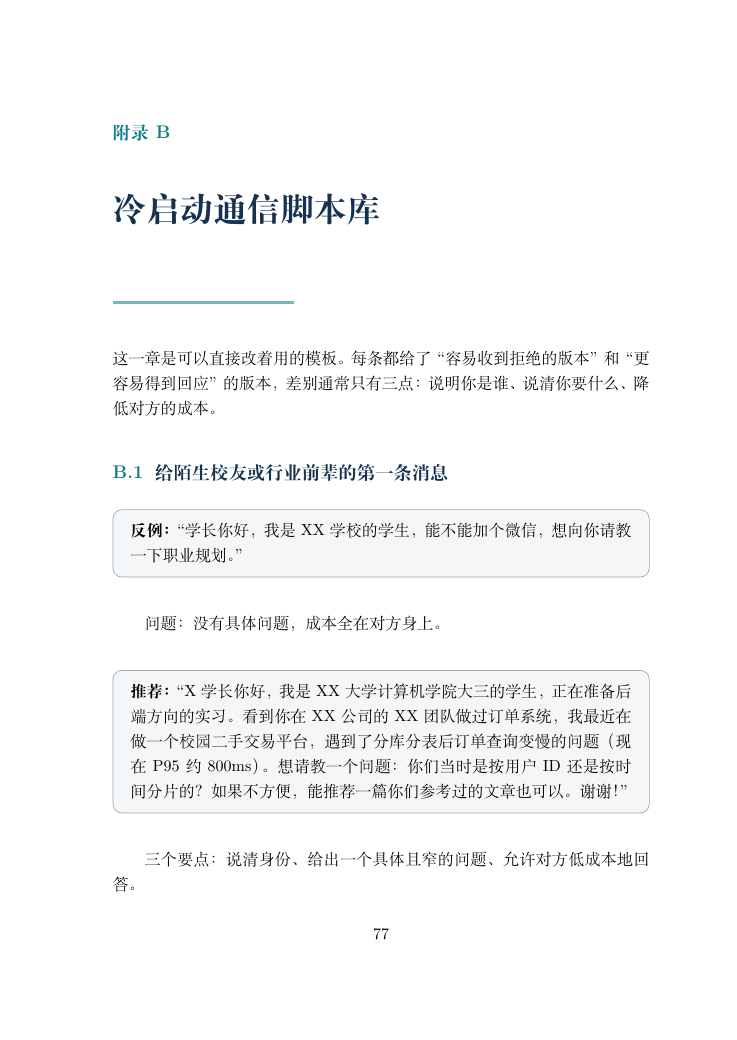 附录 B
冷启动通信脚本库
这一章是可以直接改着用的模板。每条都给了 “容易收到拒绝的版本” 和 “更
容易得到回应” 的版本，差别通常只有三点：说明你是谁、说清你要什么、降
低对方的成本。
B.1 给陌生校友或行业前辈的第一条消息
反例：“学长你好，我是 XX 学校的学生，能不能加个微信，想向你请教
一下职业规划。”
问题：没有具体问题，成本全在对方身上。
推荐：“X 学长你好，我是 XX 大学计算机学院大三的学生，正在准备后
端方向的实习。看到你在 XX 公司的 XX 团队做过订单系统，我最近在
做一个校园二手交易平台，遇到了分库分表后订单查询变慢的问题（现
在 P95 约 800ms）。想请教一个问题：你们当时是按用户 ID 还是按时
间分片的？如果不方便，能推荐一篇你们参考过的文章也可以。谢谢！”
三个要点：说清身份、给出一个具体且窄的问题、允许对方低成本地回
答。
77